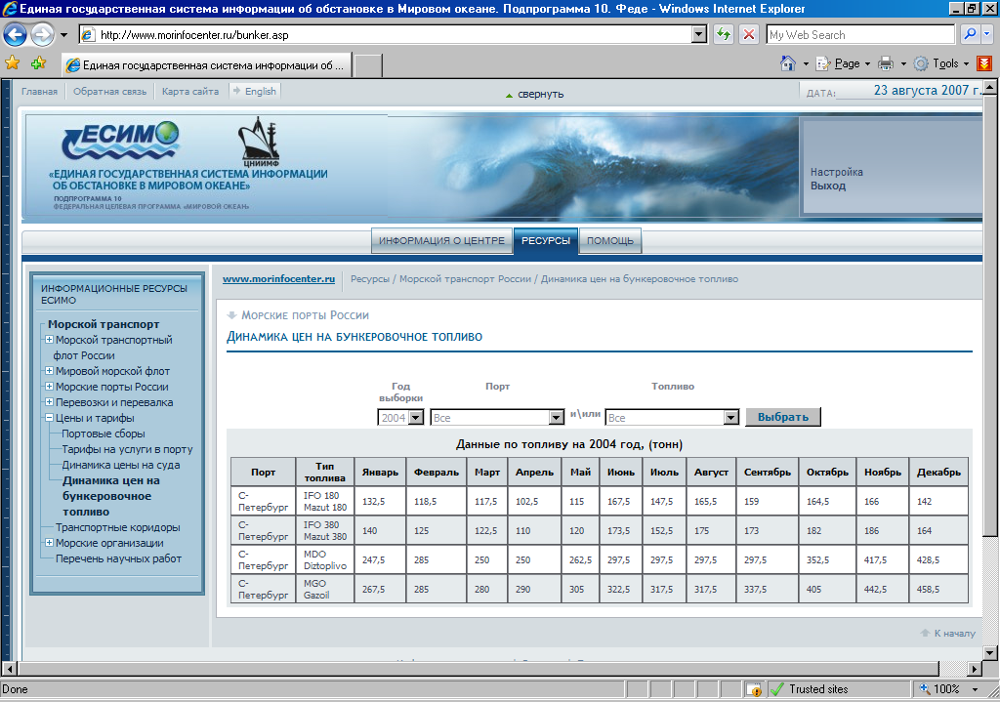 Единая государственная система информации об обстановке в Мировом океане. Подпрограмма 10. Феде - Windows Internet Explorer
http://www.morinfocenter.ru/bunker.asp
My Web Search
Единая государственная система информации об ...
Page
Tools
Главная Обратная связь Карта сайта English
свернуть
ДАТА: 23 августа 2007 г.
ЕСИМО
ЦНИИМФ
«ЕДИНАЯ ГОСУДАРСТВЕННАЯ СИСТЕМА ИНФОРМАЦИИ
ОБ ОБСТАНОВКЕ В МИРОВОМ ОКЕАНЕ»
ПОДПРОГРАММА 10
ФЕДЕРАЛЬНАЯ ЦЕЛЕВАЯ ПРОГРАММА «МИРОВОЙ ОКЕАН»
Настройка
Выход
ИНФОРМАЦИЯ О ЦЕНТРЕ РЕСУРСЫ ПОМОЩЬ
ИНФОРМАЦИОННЫЕ РЕСУРСЫ
ЕСИМО
Морской транспорт
Морской транспортный
флот России
Мировой морской флот
Морские порты России
Перевозки и перевалка
Цены и тарифы
Портовые сборы
Тарифы на услуги в порту
Динамика цены на суда
Динамика цен на
бункеровочное
топливо
Транспортные коридоры
Морские организации
Перечень научных работ
www.morinfocenter.ru Ресурсы / Морской транспорт России / Динамика цен на бункеровочное топливо
Морские порты России
Динамика цен на бункеровочное топливо
Год
выборки
Порт
Топливо
2004 Все и\или Все Выбрать
Данные по топливу на 2004 год, (тонн)
Порт Тип топлива Январь Февраль Март Апрель Май Июнь Июль Август Сентябрь Октябрь Ноябрь Декабрь
С-Петербург IFO 180 Mazut 180 132,5 118,5 117,5 102,5 115 167,5 147,5 165,5 159 164,5 166 142
С-Петербург IFO 380 Mazut 380 140 125 122,5 110 120 173,5 152,5 175 173 182 186 164
С-Петербург MDO Diztoplivo 247,5 285 250 250 262,5 297,5 297,5 297,5 297,5 352,5 417,5 428,5
С-Петербург MGO Gazoil 267,5 285 280 290 305 322,5 317,5 317,5 337,5 405 442,5 458,5
К началу
Done
Trusted sites
100%